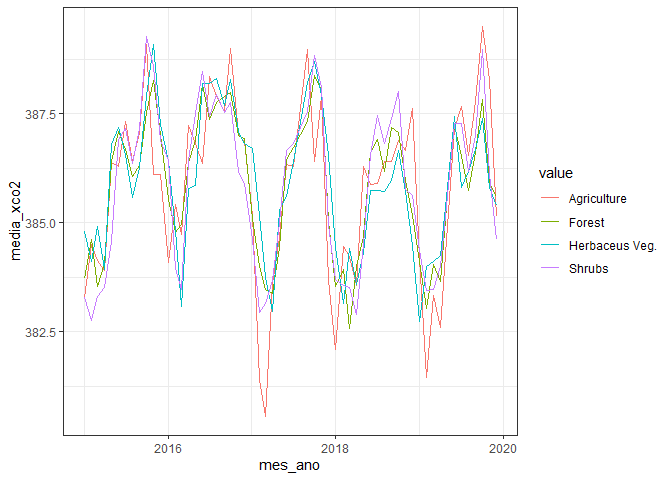 387.5
385.0
382.5
media_xco2
2016
2018
2020
mes_ano
value
Agriculture
Forest
Herbaceus Veg.
Shrubs